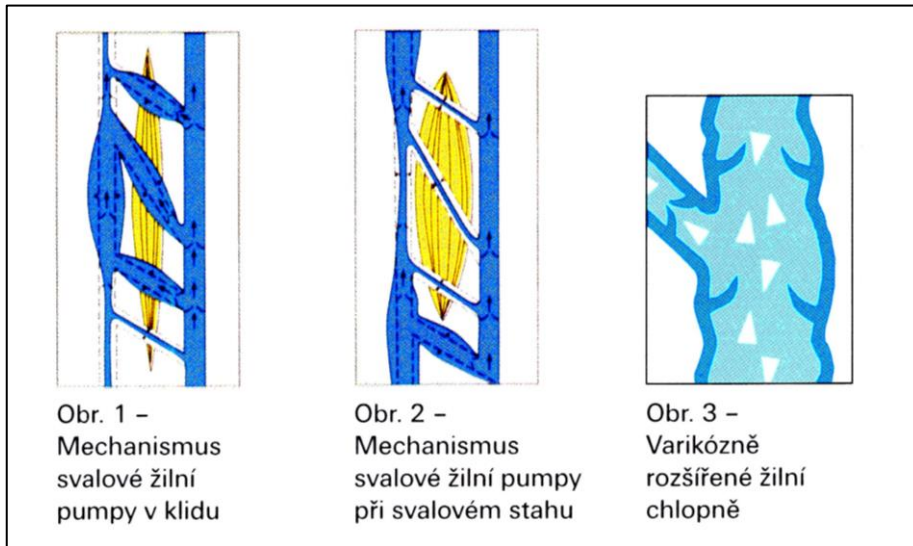 Obr. 1 –
Mechanismus
svalové žilní
pumpy v klidu
Obr. 2 –
Mechanismus
svalové žilní pumpy
při svalovém stahu
Obr. 3 –
Varikózně
rozšířené žilní
chlopně